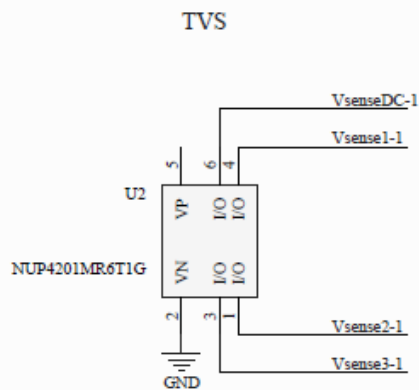 TVS
VsenseDC-1
Vsense1-1
5
6
4
U2
VP
I/O
I/O
NUP4201MR6T1G
VN
I/O
I/O
2
3
1
Vsense2-1
Vsense3-1
GND